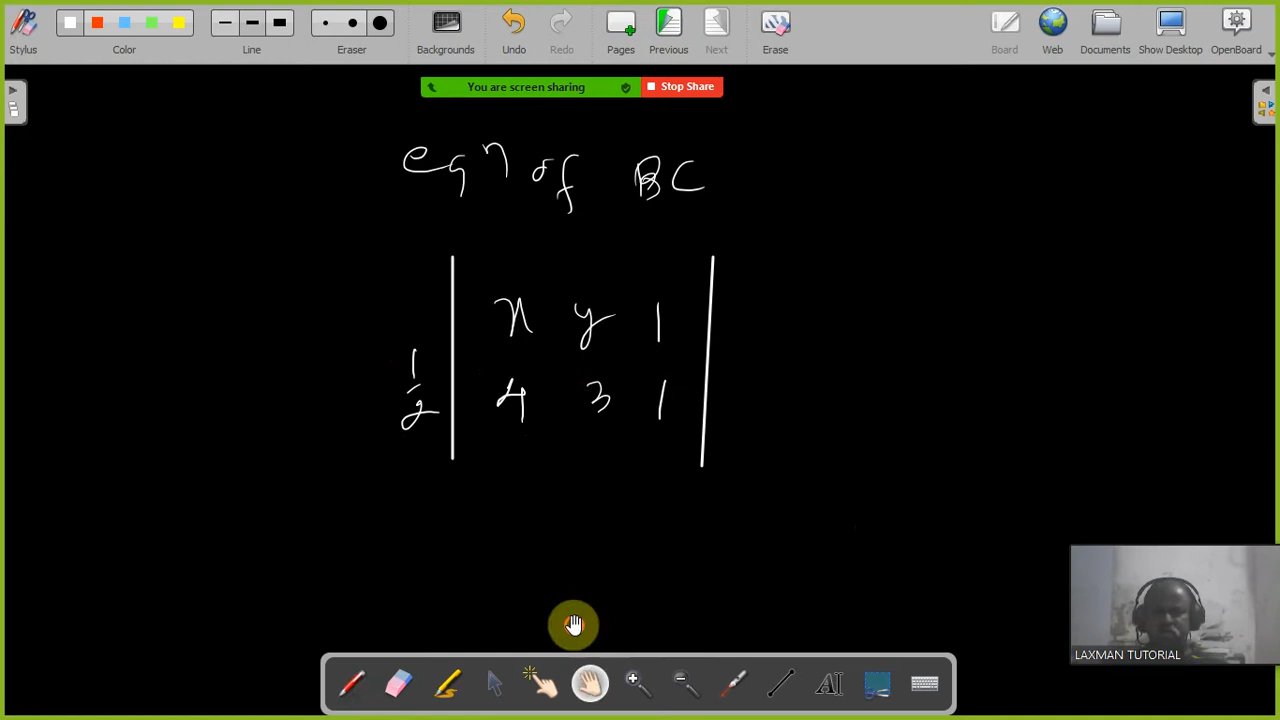 Stylus Color Line Eraser Backgrounds Undo Redo Pages Previous Next Erase Board Web Documents Show Desktop OpenBoard
You are screen sharing Stop Share
eqⁿ of BC
x y 1
1/2
4 3 1
LAXMAN TUTORIAL
AI